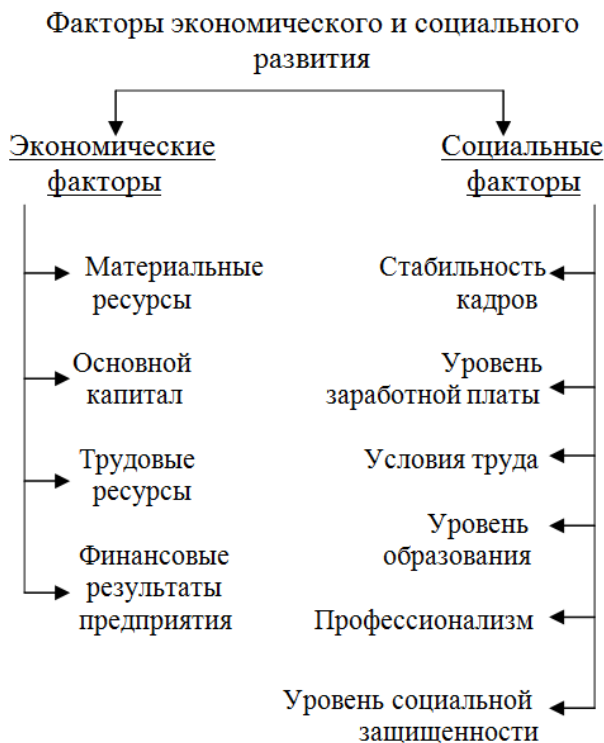 Факторы экономического и социального
развития
Экономические
факторы
Материальные
ресурсы
Основной
капитал
Трудовые
ресурсы
Финансовые
результаты
предприятия
Социальные
факторы
Стабильность
кадров
Уровень
заработной платы
Условия труда
Уровень
образования
Профессионализм
Уровень социальной
защищенности